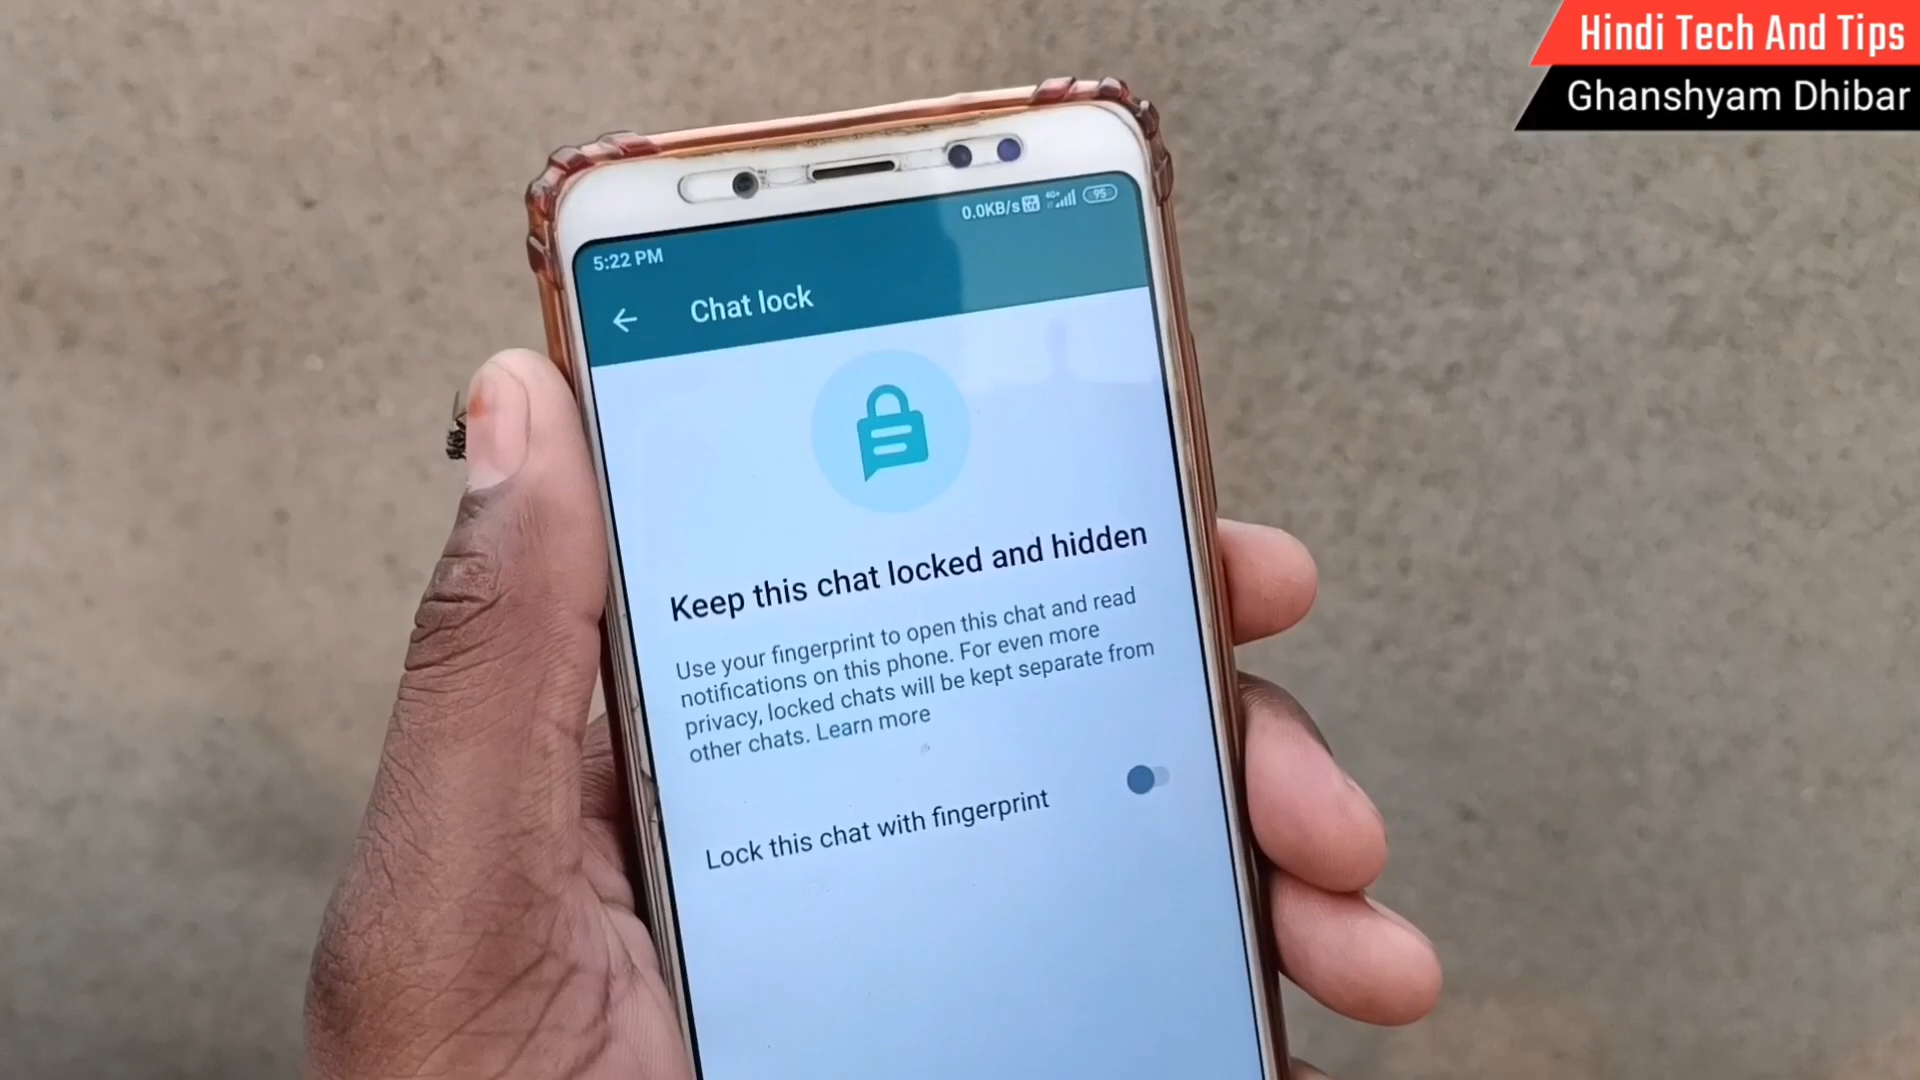 Hindi Tech And Tips
Ghanshyam Dhibar
5:22 PM
0.0KB/s
4G+
95
Chat lock
Keep this chat locked and hidden
Use your fingerprint to open this chat and read
notifications on this phone. For even more
privacy, locked chats will be kept separate from
other chats. Learn more
Lock this chat with fingerprint